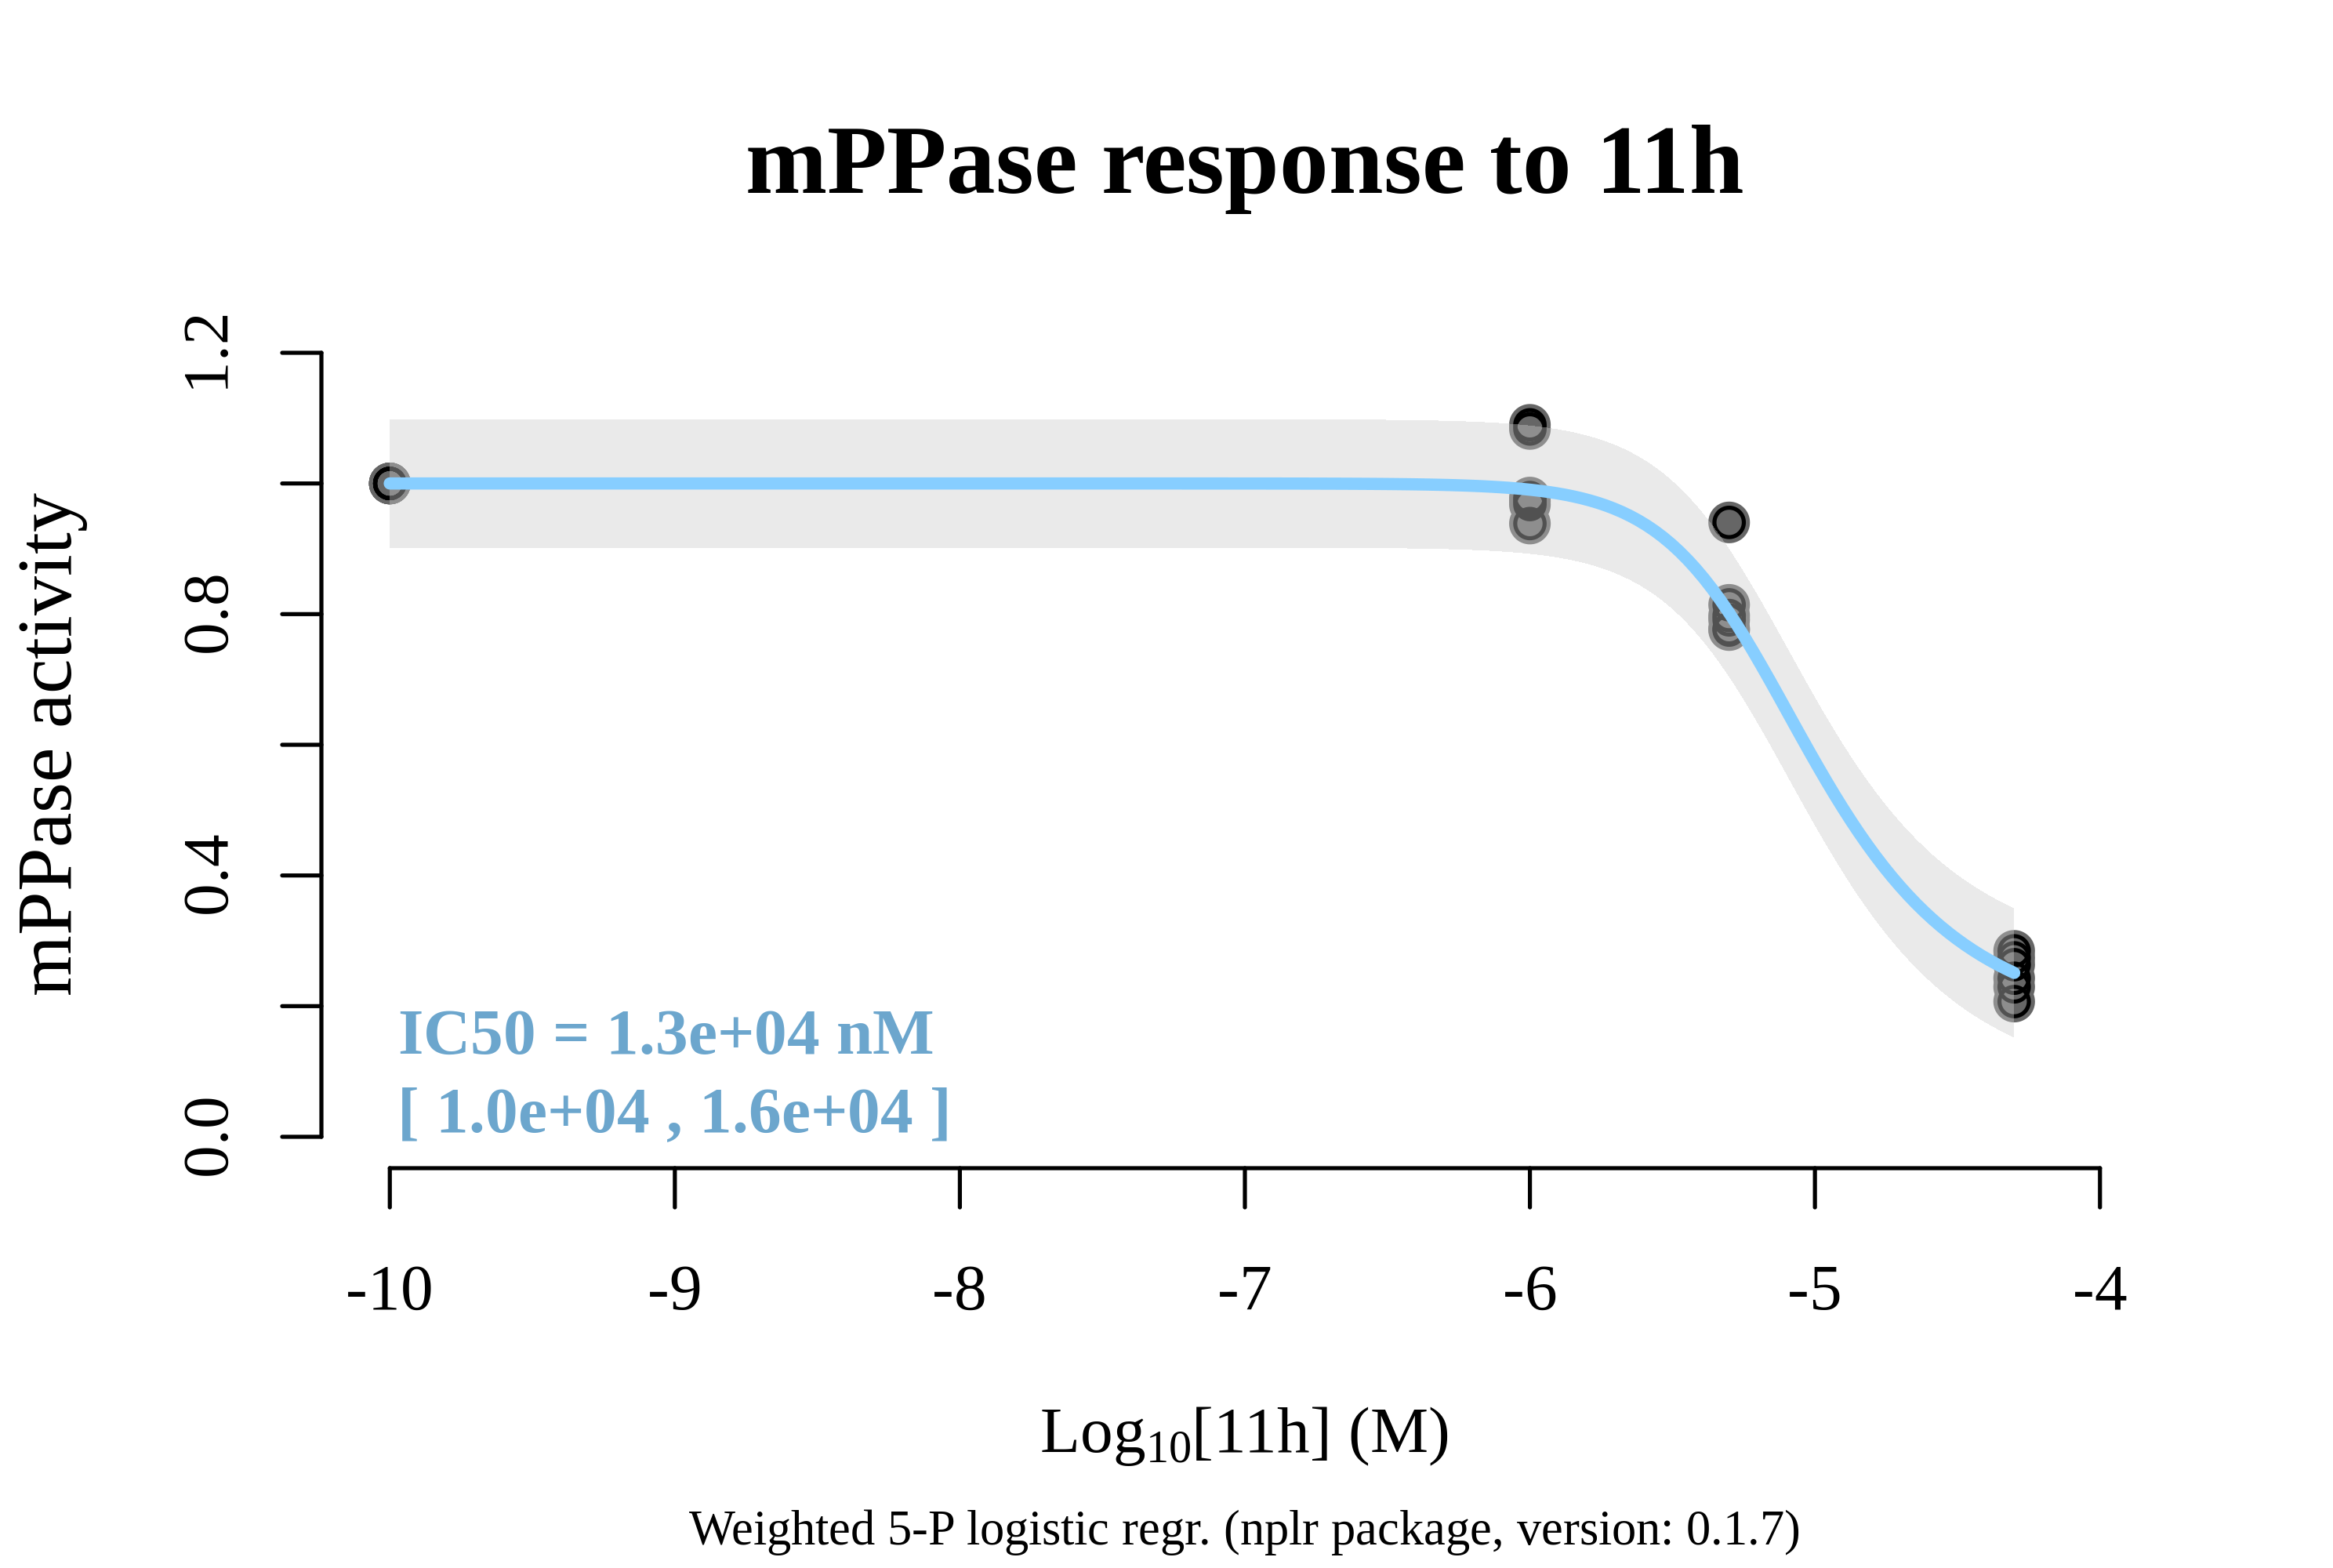 mPPase response to 11h
mPPase activity
1.2
0.8
0.4
0.0
IC50 = 1.3e+04 nM
[ 1.0e+04 , 1.6e+04 ]
-10 -9 -8 -7 -6 -5 -4
Log10[11h] (M)
Weighted 5-P logistic regr. (nplr package, version: 0.1.7)